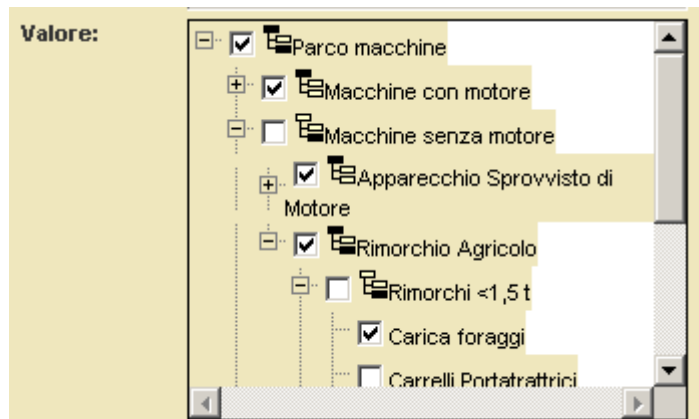 Valore:
Parco macchine
Macchine con motore
Macchine senza motore
Apparecchio Sprovvisto di
Motore
Rimorchio Agricolo
Rimorchi <1,5 t
Carica foraggi
Carrelli Portatrattrici